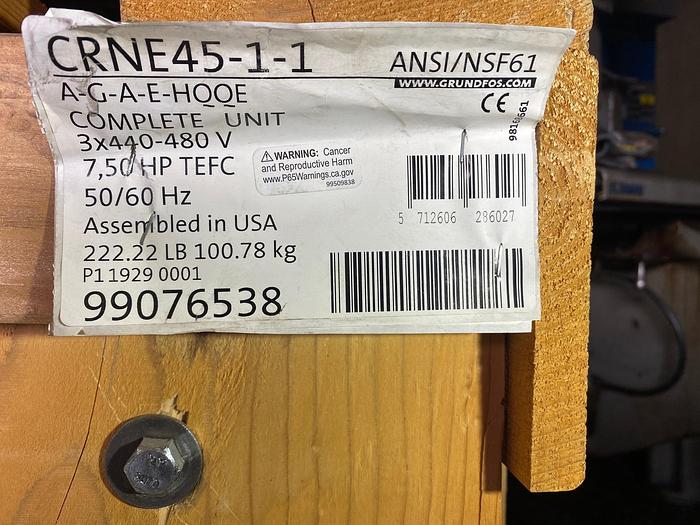 CRNE45-1-1
ANSI/NSF61
WWW.GRUNDFOS.COM
A-G-A-E-HQQE
CE
COMPLETE UNIT
3x440-480 V
7,50 HP TEFC
50/60 Hz
Assembled in USA
222.22 LB 100.78 kg
P1 1929 0001
99076538
WARNING: Cancer
and Reproductive Harm
www.P65Warnings.ca.gov
99509838
5 712606 286027